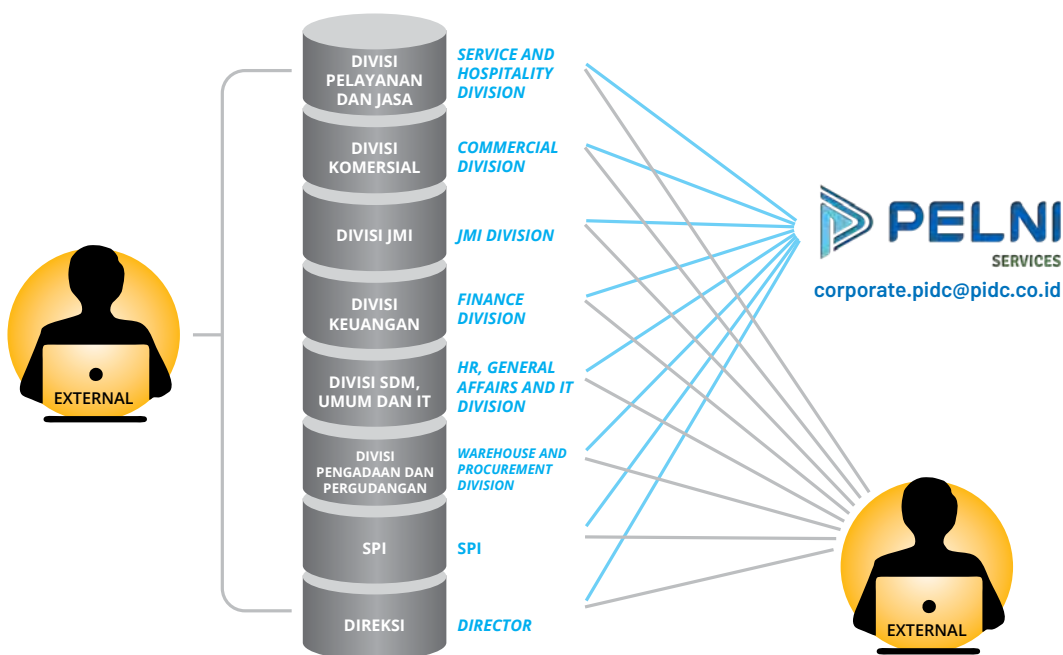 DIVISI
PELAYANAN
DAN JASA
SERVICE AND
HOSPITALITY
DIVISION
DIVISI
KOMERSIAL
COMMERCIAL
DIVISION
DIVISI JMI
JMI DIVISION
PELNI
SERVICES
corporate.pidc@pidc.co.id
DIVISI
KEUANGAN
FINANCE
DIVISION
EXTERNAL
DIVISI SDM,
UMUM DAN IT
HR, GENERAL
AFFAIRS AND IT
DIVISION
DIVISI
PENGADAAN DAN
PERGUDANGAN
WAREHOUSE AND
PROCUREMENT
DIVISION
SPI
SPI
DIREKSI
DIRECTOR
EXTERNAL